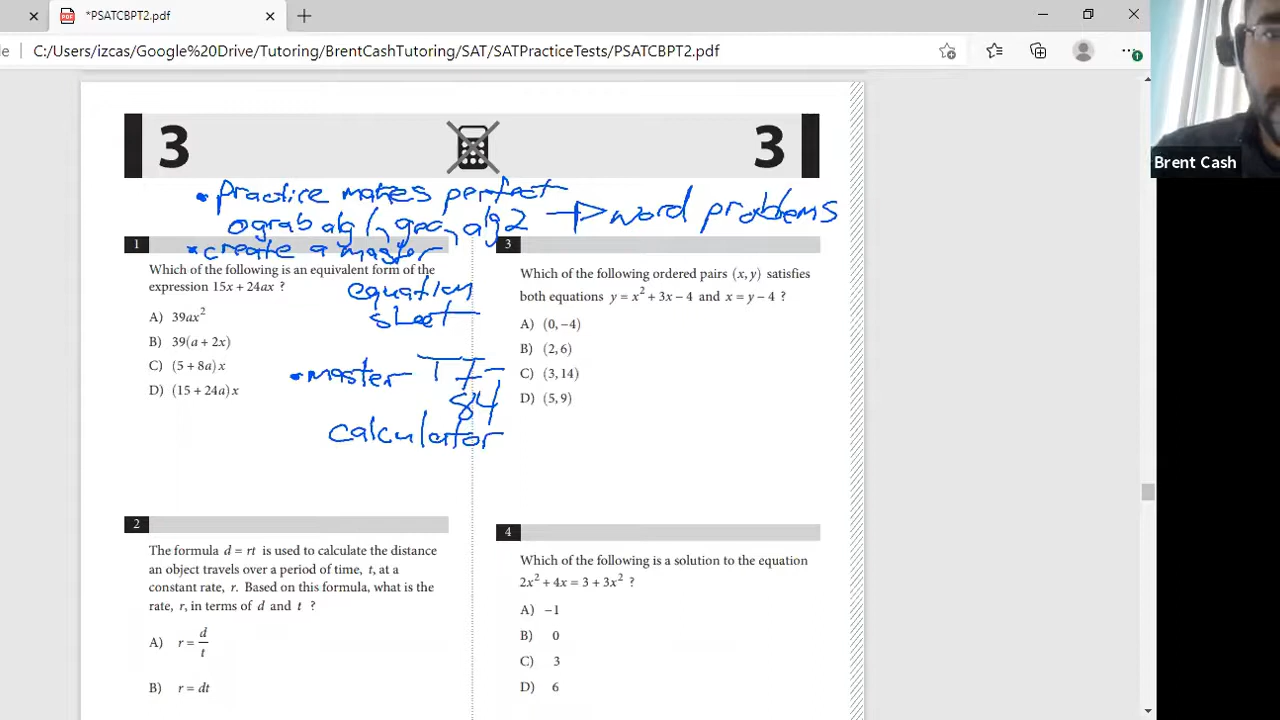 *PSATCBPT2.pdf
C:/Users/izcas/Google%20Drive/Tutoring/BrentCashTutoring/SAT/SATPracticeTests/PSATCBPT2.pdf
Brent Cash
3
3
• Practice makes perfect
o grab alg 1, geo, alg 2 → word problems
• create a master
equation
sheet
• master TI-
84
calculator
1
Which of the following is an equivalent form of the
expression 15x + 24ax ?
A) 39ax²
B) 39(a + 2x)
C) (5 + 8a)x
D) (15 + 24a)x
2
The formula d = rt is used to calculate the distance
an object travels over a period of time, t, at a
constant rate, r. Based on this formula, what is the
rate, r, in terms of d and t ?
A) r = d/t
B) r = dt
3
Which of the following ordered pairs (x, y) satisfies
both equations y = x² + 3x − 4 and x = y − 4 ?
A) (0, −4)
B) (2, 6)
C) (3, 14)
D) (5, 9)
4
Which of the following is a solution to the equation
2x² + 4x = 3 + 3x² ?
A) −1
B) 0
C) 3
D) 6